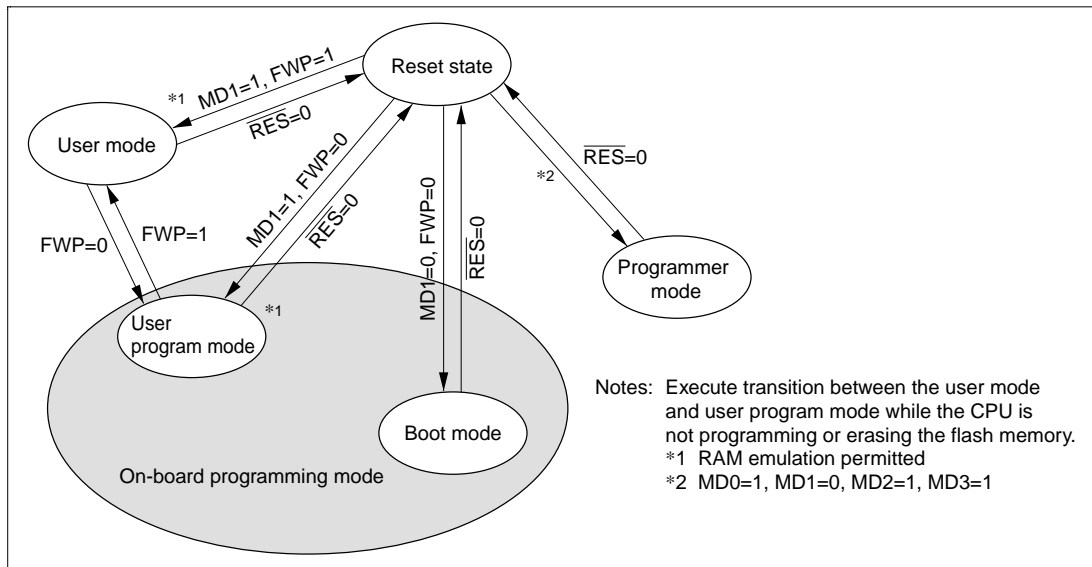 Reset state
MD1=1, FWP=1
*1
RES=0
User mode
MD1=1, FWP=0
RES=0
MD1=0, FWP=0
RES=0
*2
RES=0
FWP=0
FWP=1
Programmer
mode
User
program mode
*1
Boot mode
On-board programming mode
Notes: Execute transition between the user mode
and user program mode while the CPU is
not programming or erasing the flash memory.
*1 RAM emulation permitted
*2 MD0=1, MD1=0, MD2=1, MD3=1